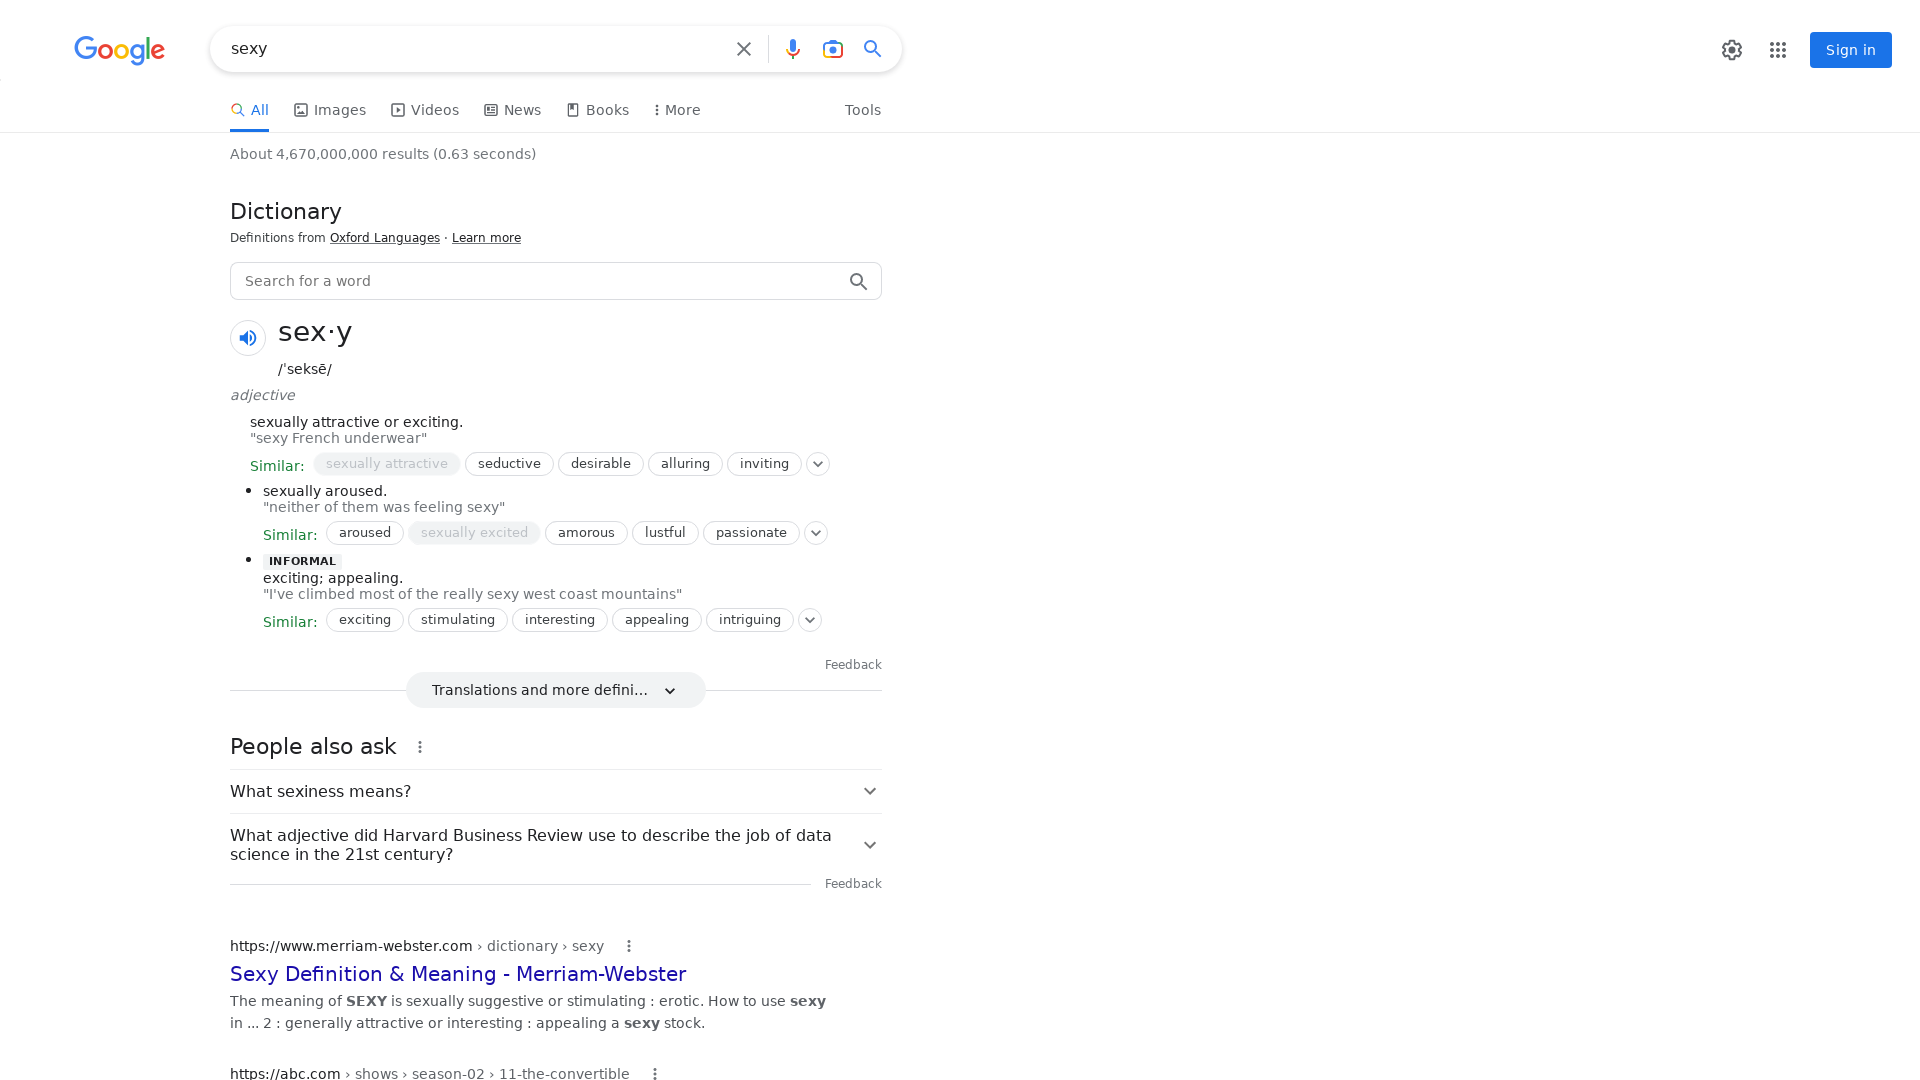 Google
sexy
Sign in
All
Images
Videos
News
Books
More
Tools
About 4,670,000,000 results (0.63 seconds)
Dictionary
Definitions from Oxford Languages · Learn more
Search for a word
sex·y
/ˈseksē/
adjective
sexually attractive or exciting.
"sexy French underwear"
Similar: sexually attractive seductive desirable alluring inviting
• sexually aroused.
"neither of them was feeling sexy"
Similar: aroused sexually excited amorous lustful passionate
• INFORMAL
exciting; appealing.
"I've climbed most of the really sexy west coast mountains"
Similar: exciting stimulating interesting appealing intriguing
Feedback
Translations and more defini...
People also ask
What sexiness means?
What adjective did Harvard Business Review use to describe the job of data
science in the 21st century?
Feedback
https://www.merriam-webster.com › dictionary › sexy
Sexy Definition & Meaning - Merriam-Webster
The meaning of SEXY is sexually suggestive or stimulating : erotic. How to use sexy
in ... 2 : generally attractive or interesting : appealing a sexy stock.
https://abc.com › shows › season-02 › 11-the-convertible